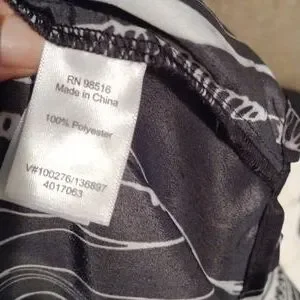 RN 98516
Made in China
100% Polyester
V#100276/136897
4017063